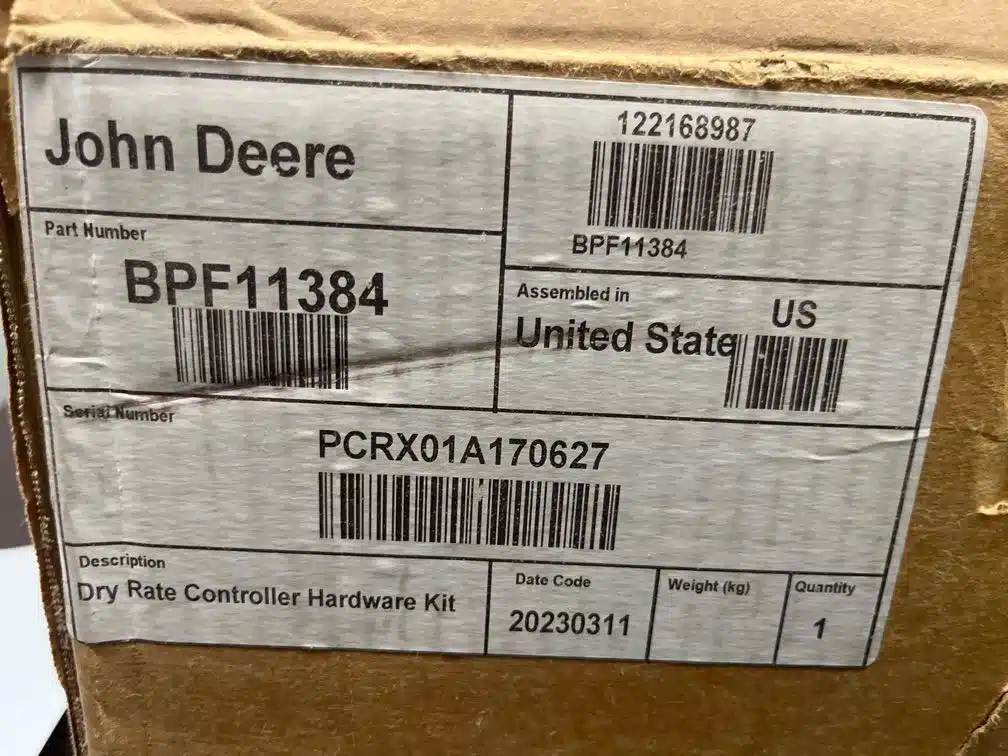 John Deere
122168987
BPF11384
Part Number
BPF11384
Assembled in
US
United State
Serial Number
PCRX01A170627
Description
Dry Rate Controller Hardware Kit
Date Code
20230311
Weight (kg)
Quantity
1